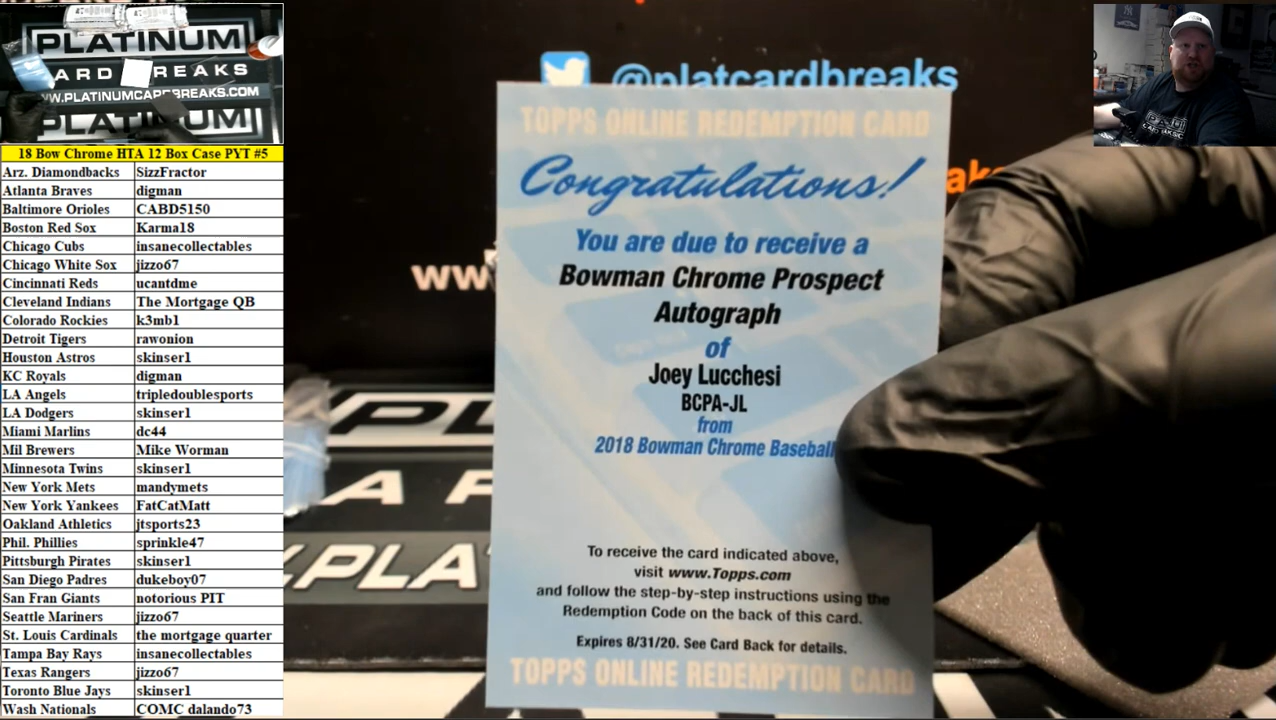 PLATINUM
CARD BREAKS
WWW.PLATINUMCARDBREAKS.COM
PLATINUM
18 Bow Chrome HTA 12 Box Case PYT #5
Arz. Diamondbacks SizzFractor
Atlanta Braves digman
Baltimore Orioles CABD5150
Boston Red Sox Karma18
Chicago Cubs insanecollectables
Chicago White Sox jizzo67
Cincinnati Reds ucantdme
Cleveland Indians The Mortgage QB
Colorado Rockies k3mb1
Detroit Tigers rawonion
Houston Astros skinser1
KC Royals digman
LA Angels tripledoublesports
LA Dodgers skinser1
Miami Marlins dc44
Mil Brewers Mike Worman
Minnesota Twins skinser1
New York Mets mandymets
New York Yankees FatCatMatt
Oakland Athletics jtsports23
Phil. Phillies sprinkle47
Pittsburgh Pirates skinser1
San Diego Padres dukeboy07
San Fran Giants notorious PIT
Seattle Mariners jizzo67
St. Louis Cardinals the mortgage quarter
Tampa Bay Rays insanecollectables
Texas Rangers jizzo67
Toronto Blue Jays skinser1
Wash Nationals COMC dalando73
@platcardbreaks
TOPPS ONLINE REDEMPTION CARD
Congratulations!
You are due to receive a
Bowman Chrome Prospect
Autograph
of
Joey Lucchesi
BCPA-JL
from
2018 Bowman Chrome Baseball
To receive the card indicated above,
visit www.Topps.com
and follow the step-by-step instructions using the
Redemption Code on the back of this card.
Expires 8/31/20. See Card Back for details.
TOPPS ONLINE REDEMPTION CARD